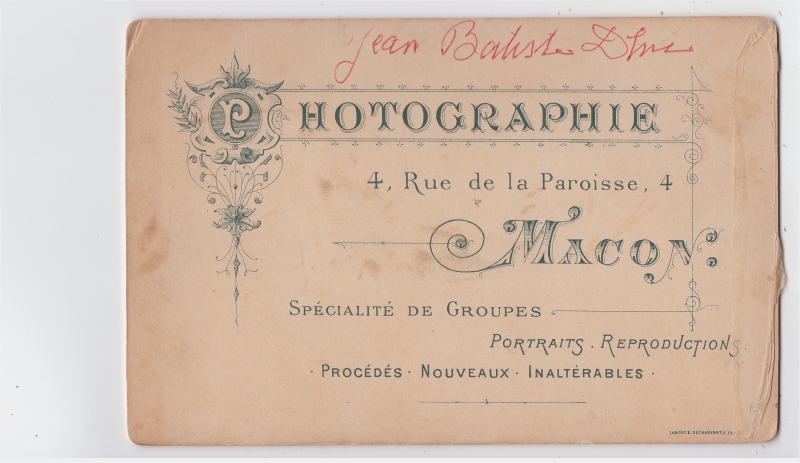 Jean Batiste
PHOTOGRAPHIE
4, Rue de la Paroisse, 4
MACON
SPÉCIALITÉ DE GROUPES
PORTRAITS. REPRODUCTIONS.
· PROCÉDÉS · NOUVEAUX · INALTÉRABLES ·